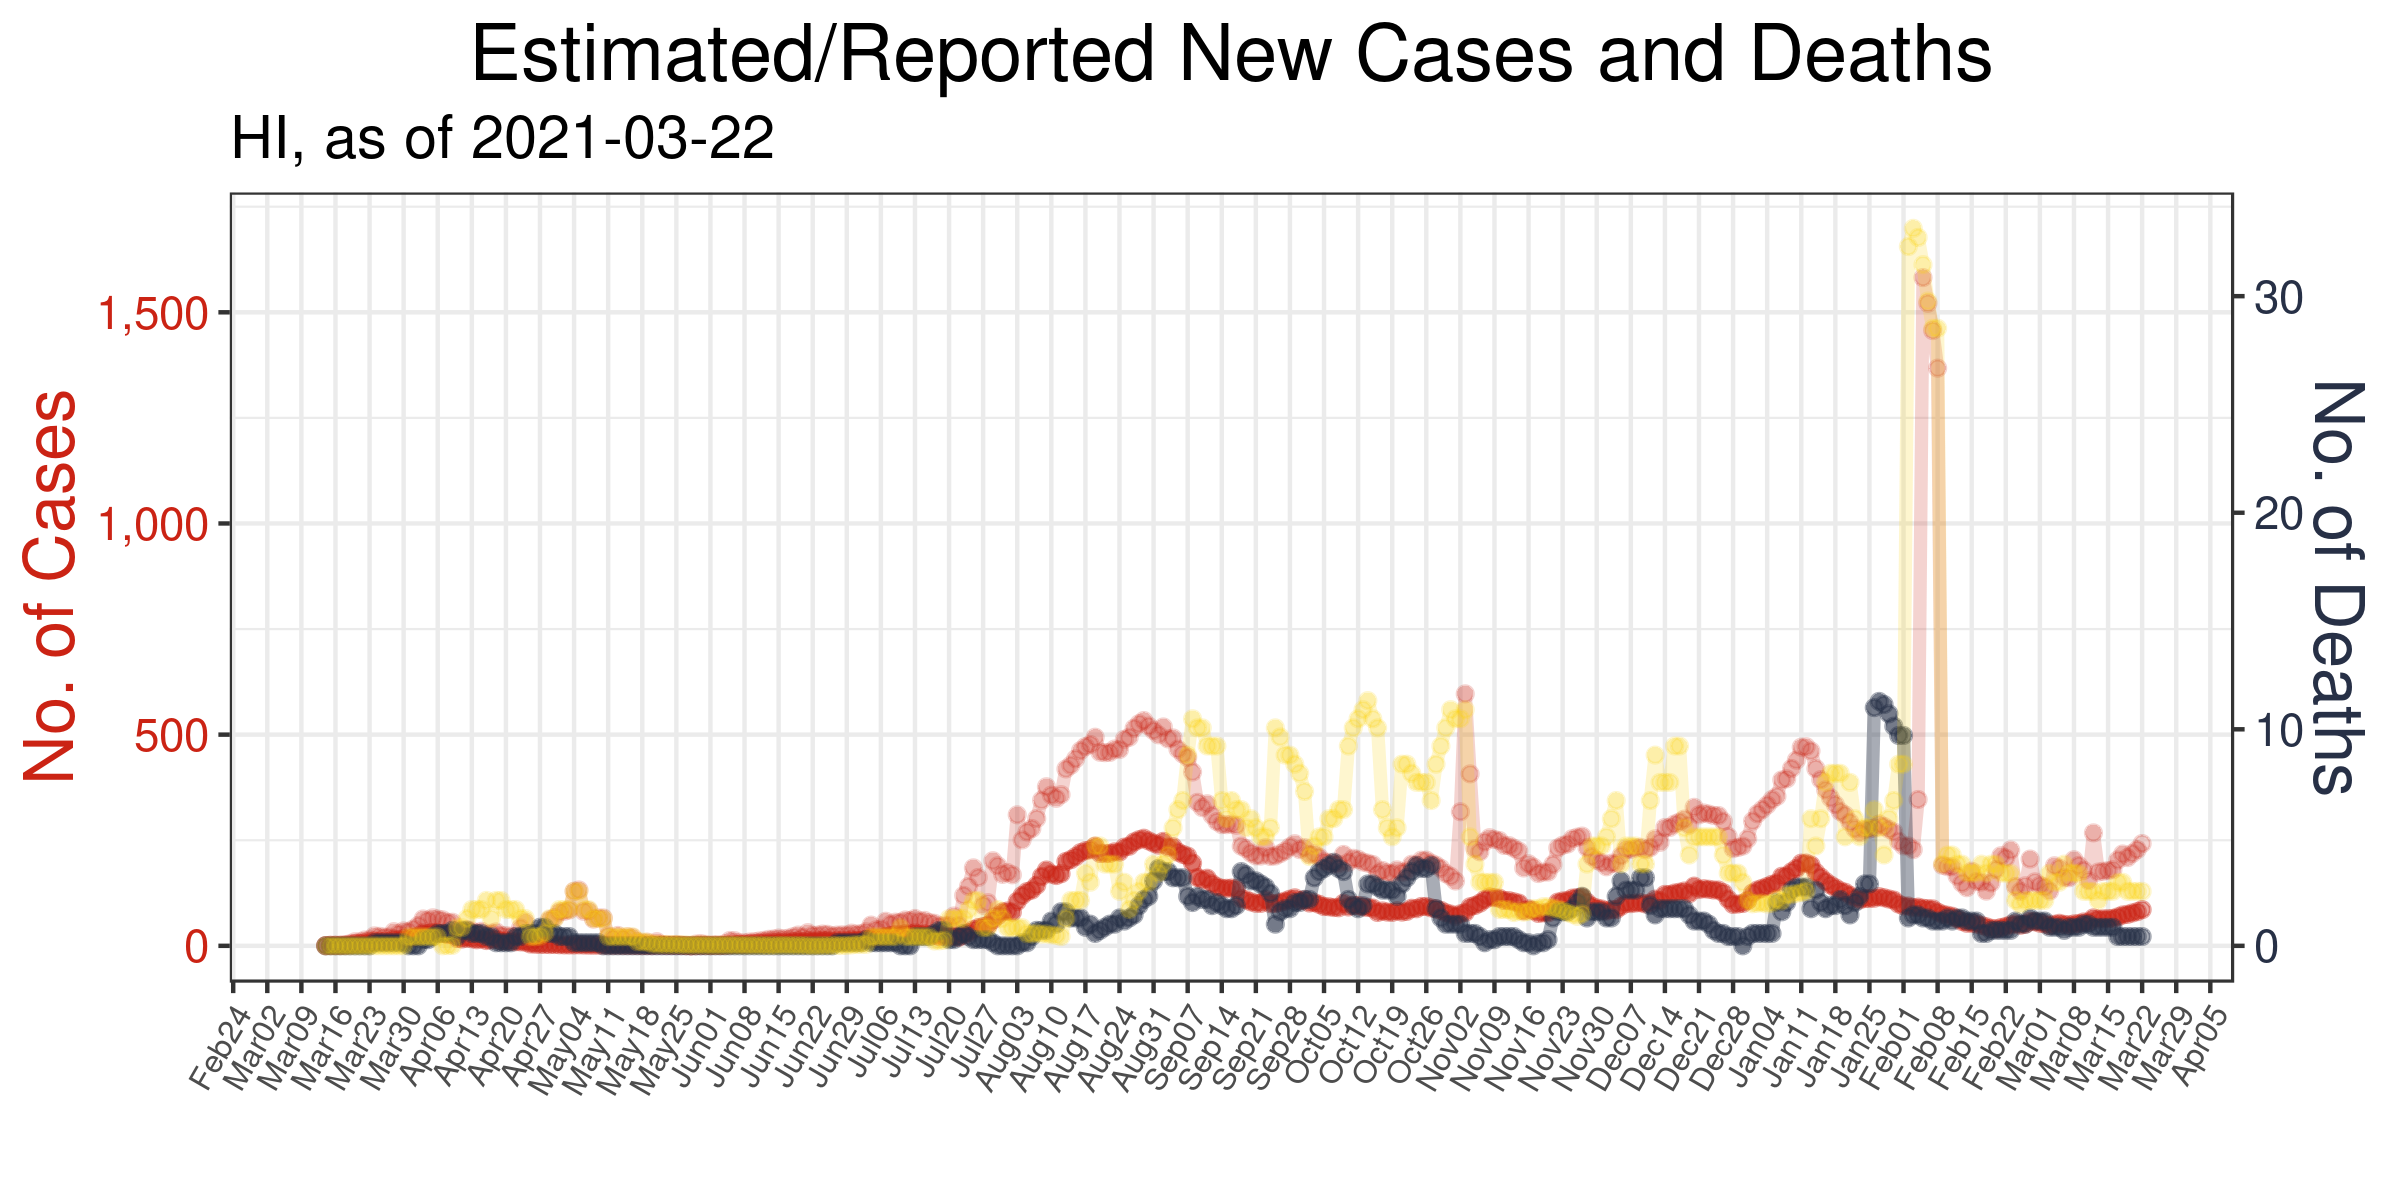 Estimated/Reported New Cases and Deaths
HI, as of 2021-03-22
No. of Cases
1,500
1,000
500
0
30
20
10
0
No. of Deaths
Feb24
Mar02
Mar09
Mar16
Mar23
Mar30
Apr06
Apr13
Apr20
Apr27
May04
May11
May18
May25
Jun01
Jun08
Jun15
Jun22
Jun29
Jul06
Jul13
Jul20
Jul27
Aug03
Aug10
Aug17
Aug24
Aug31
Sep07
Sep14
Sep21
Sep28
Oct05
Oct12
Oct19
Oct26
Nov02
Nov09
Nov16
Nov23
Nov30
Dec07
Dec14
Dec21
Dec28
Jan04
Jan11
Jan18
Jan25
Feb01
Feb08
Feb15
Feb22
Mar01
Mar08
Mar15
Mar22
Mar29
Apr05